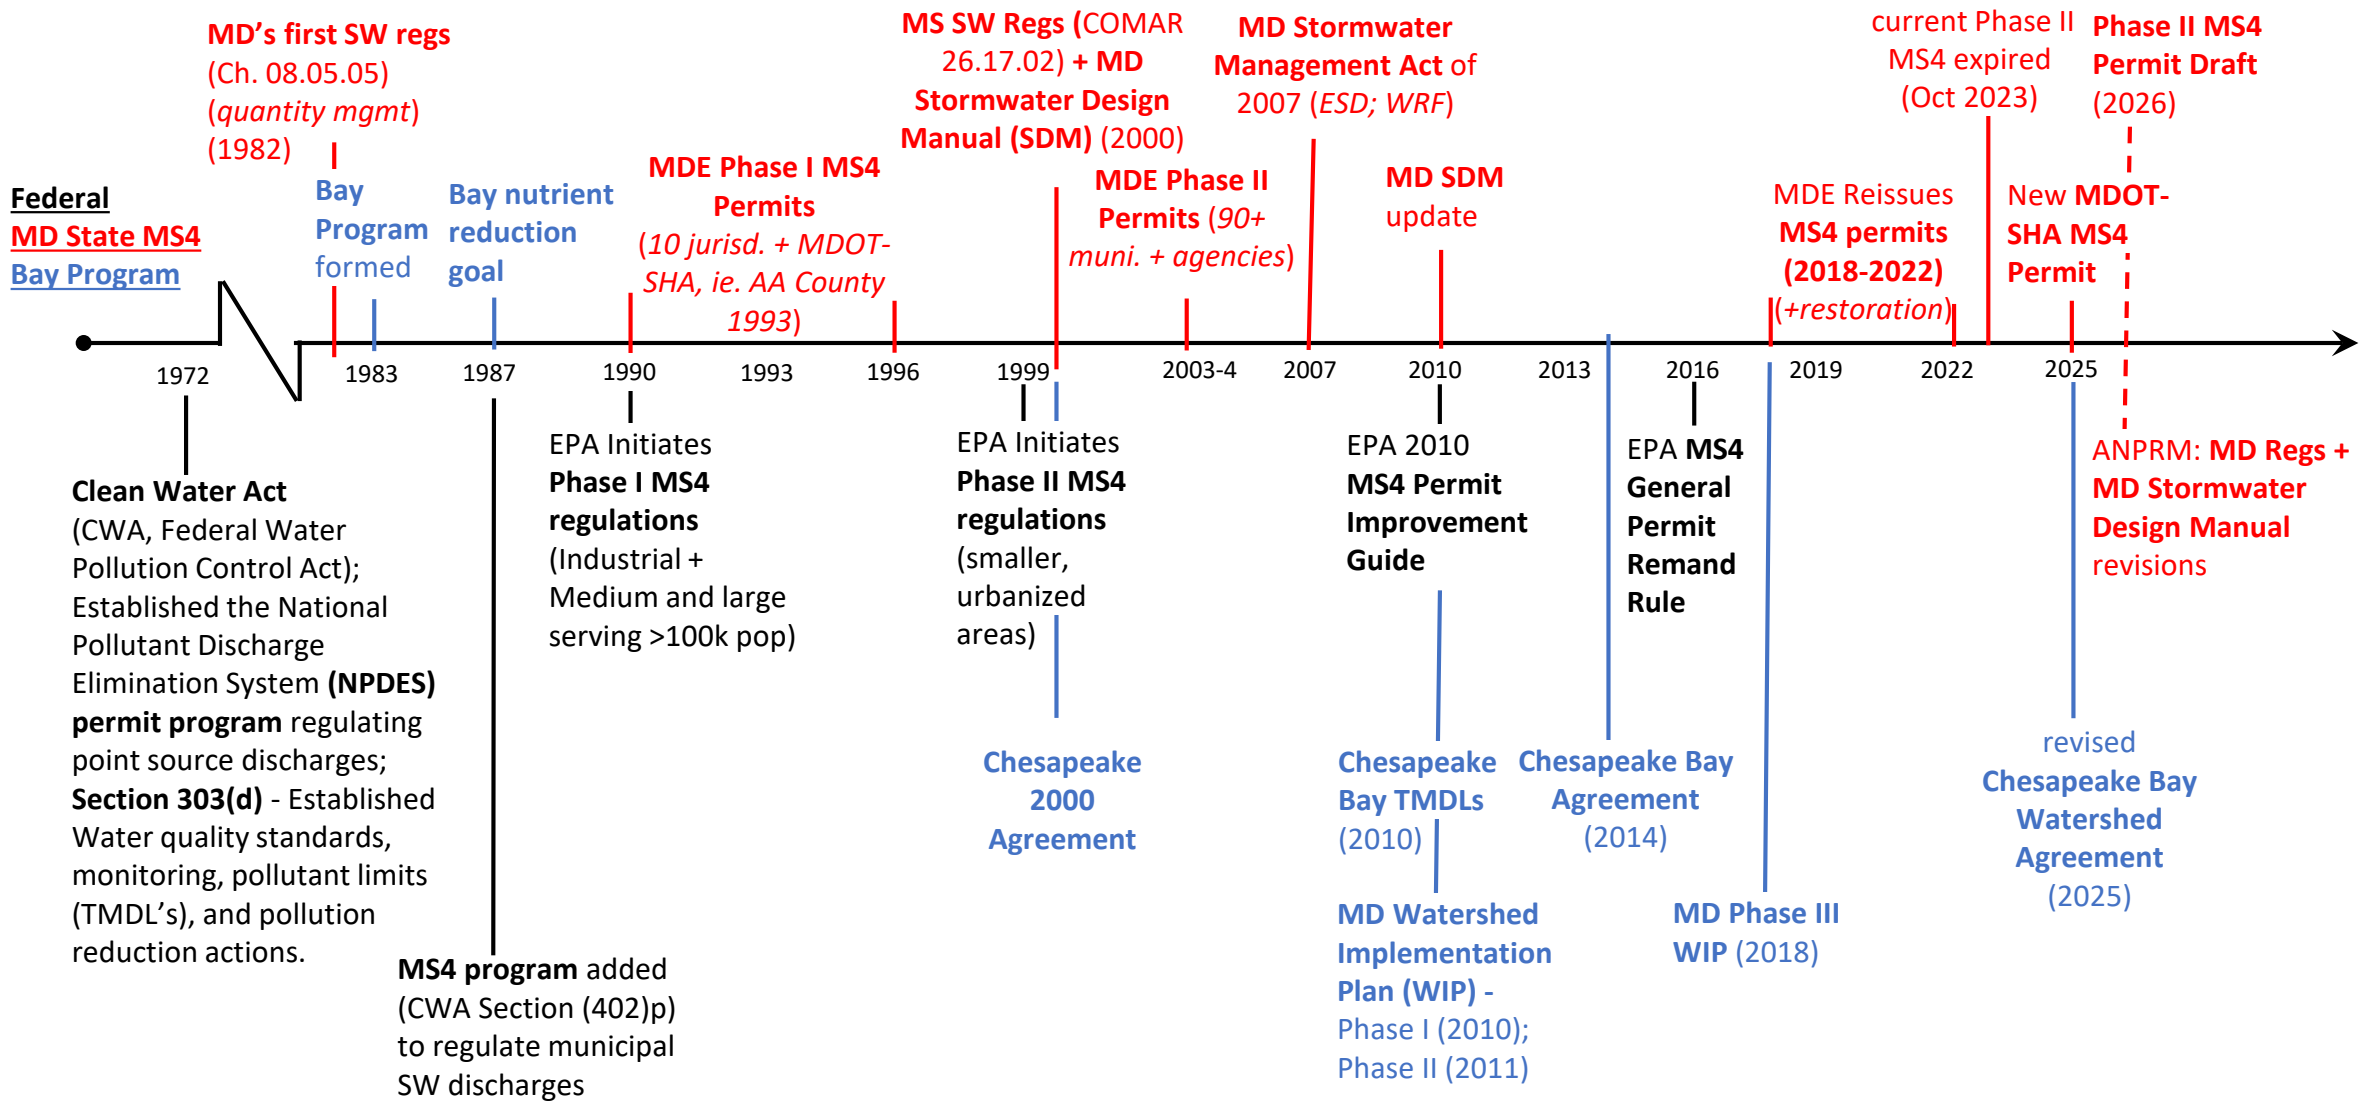 Federal
MD State MS4
Bay Program
MD's first SW regs
(Ch. 08.05.05)
(quantity mgmt)
(1982)
Bay
Program
formed
Bay nutrient
reduction
goal
MDE Phase I MS4
Permits
(10 jurisd. + MDOT-
SHA, ie. AA County
1993)
MS SW Regs (COMAR
26.17.02) + MD
Stormwater Design
Manual (SDM) (2000)
MDE Phase II
Permits (90+
muni. + agencies)
MD Stormwater
Management Act of
2007 (ESD; WRF)
MD SDM
update
MDE Reissues
MS4 permits
(2018-2022)
(+restoration)
current Phase II
MS4 expired
(Oct 2023)
New MDOT-
SHA MS4
Permit
Phase II MS4
Permit Draft
(2026)
1972
1983
1987
1990
1993
1996
1999
2003-4
2007
2010
2013
2016
2019
2022
2025
Clean Water Act
(CWA, Federal Water
Pollution Control Act);
Established the National
Pollutant Discharge
Elimination System (NPDES)
permit program regulating
point source discharges;
Section 303(d) - Established
Water quality standards,
monitoring, pollutant limits
(TMDL's), and pollution
reduction actions.
MS4 program added
(CWA Section (402)p)
to regulate municipal
SW discharges
EPA Initiates
Phase I MS4
regulations
(Industrial +
Medium and large
serving >100k pop)
EPA Initiates
Phase II MS4
regulations
(smaller,
urbanized
areas)
Chesapeake
2000
Agreement
EPA 2010
MS4 Permit
Improvement
Guide
Chesapeake
Bay TMDLs
(2010)
MD Watershed
Implementation
Plan (WIP) -
Phase I (2010);
Phase II (2011)
Chesapeake Bay
Agreement
(2014)
EPA MS4
General
Permit
Remand
Rule
MD Phase III
WIP (2018)
revised
Chesapeake Bay
Watershed
Agreement
(2025)
ANPRM: MD Regs +
MD Stormwater
Design Manual
revisions